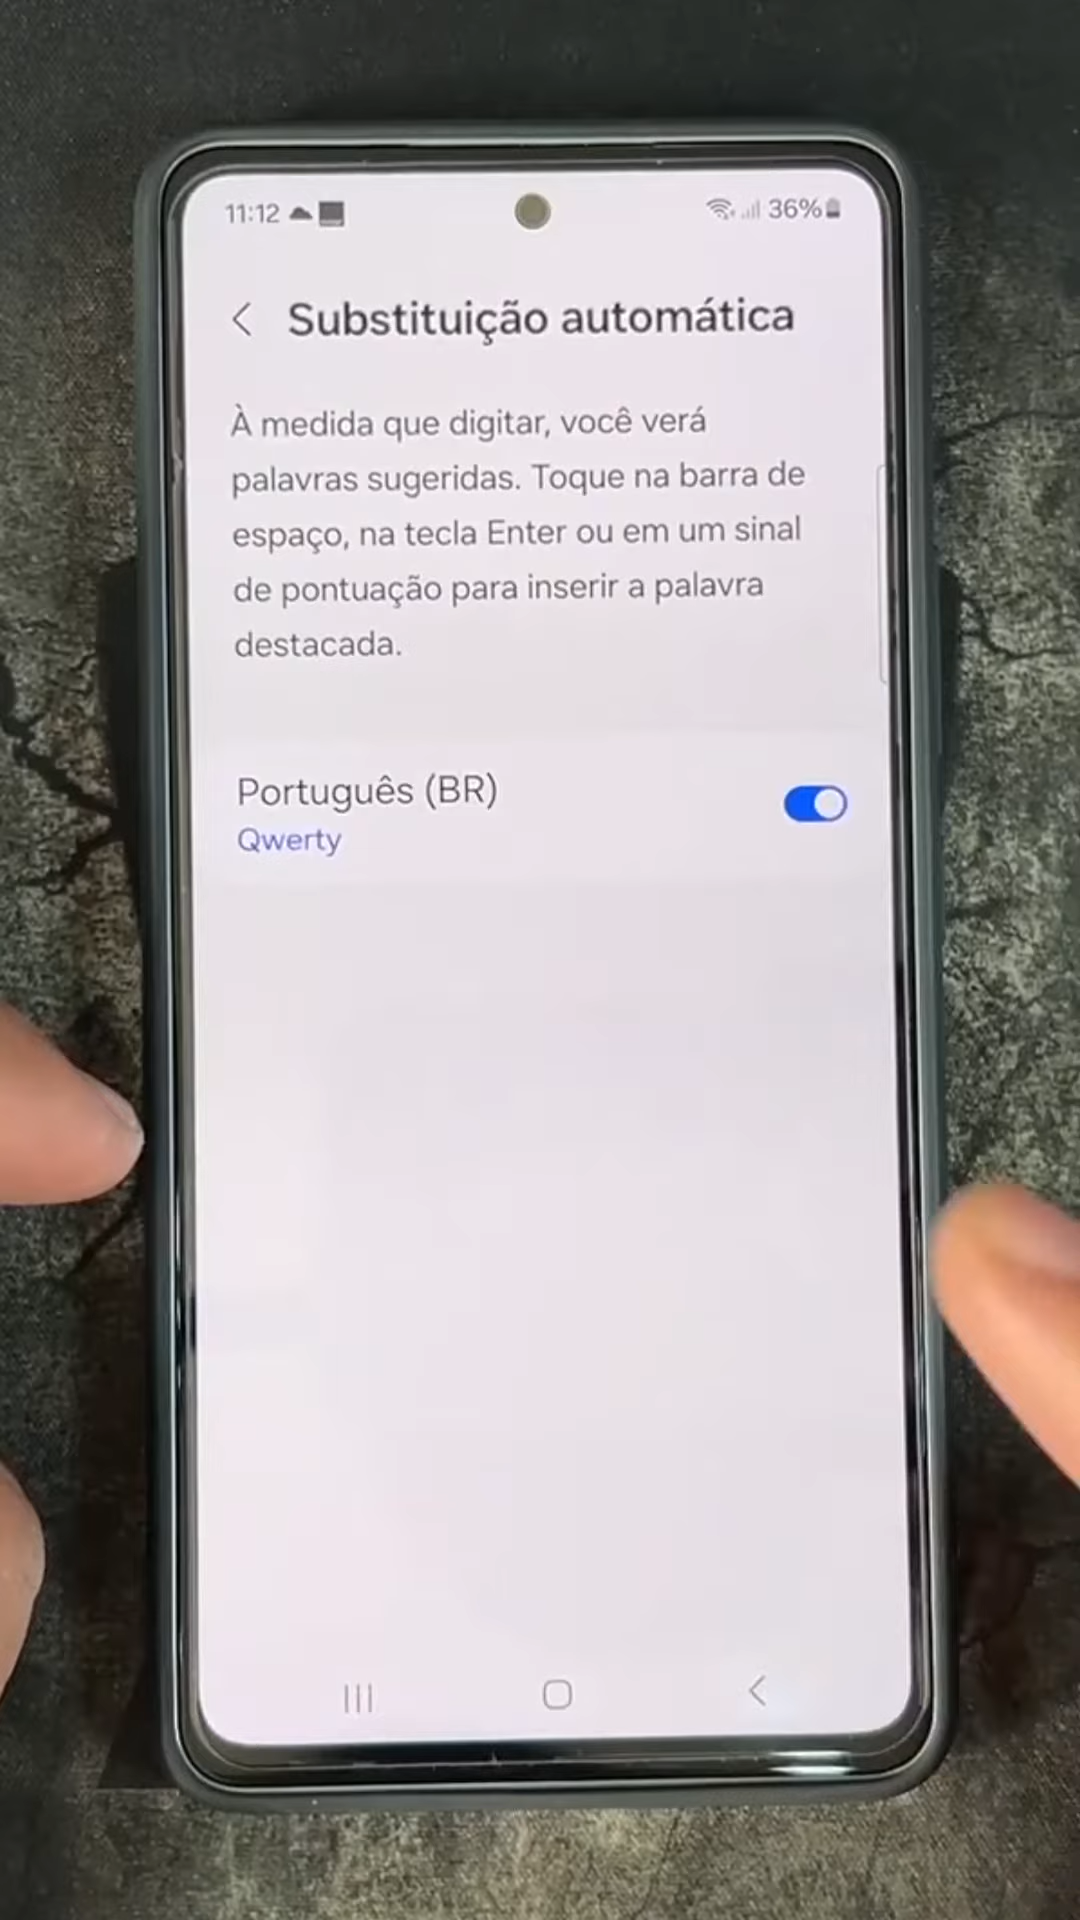 11:12
36%
Substituição automática
À medida que digitar, você verá
palavras sugeridas. Toque na barra de
espaço, na tecla Enter ou em um sinal
de pontuação para inserir a palavra
destacada.
Português (BR)
Qwerty